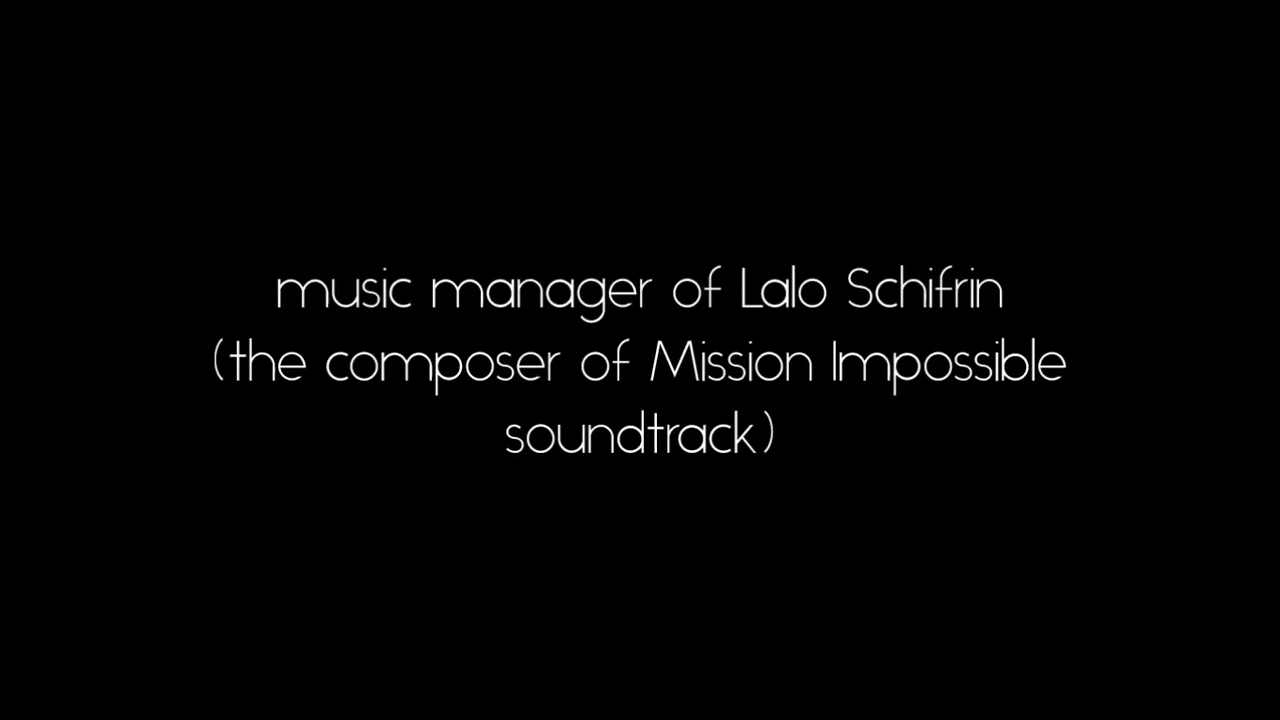 music manager of Lalo Schifrin
(the composer of Mission Impossible
soundtrack)